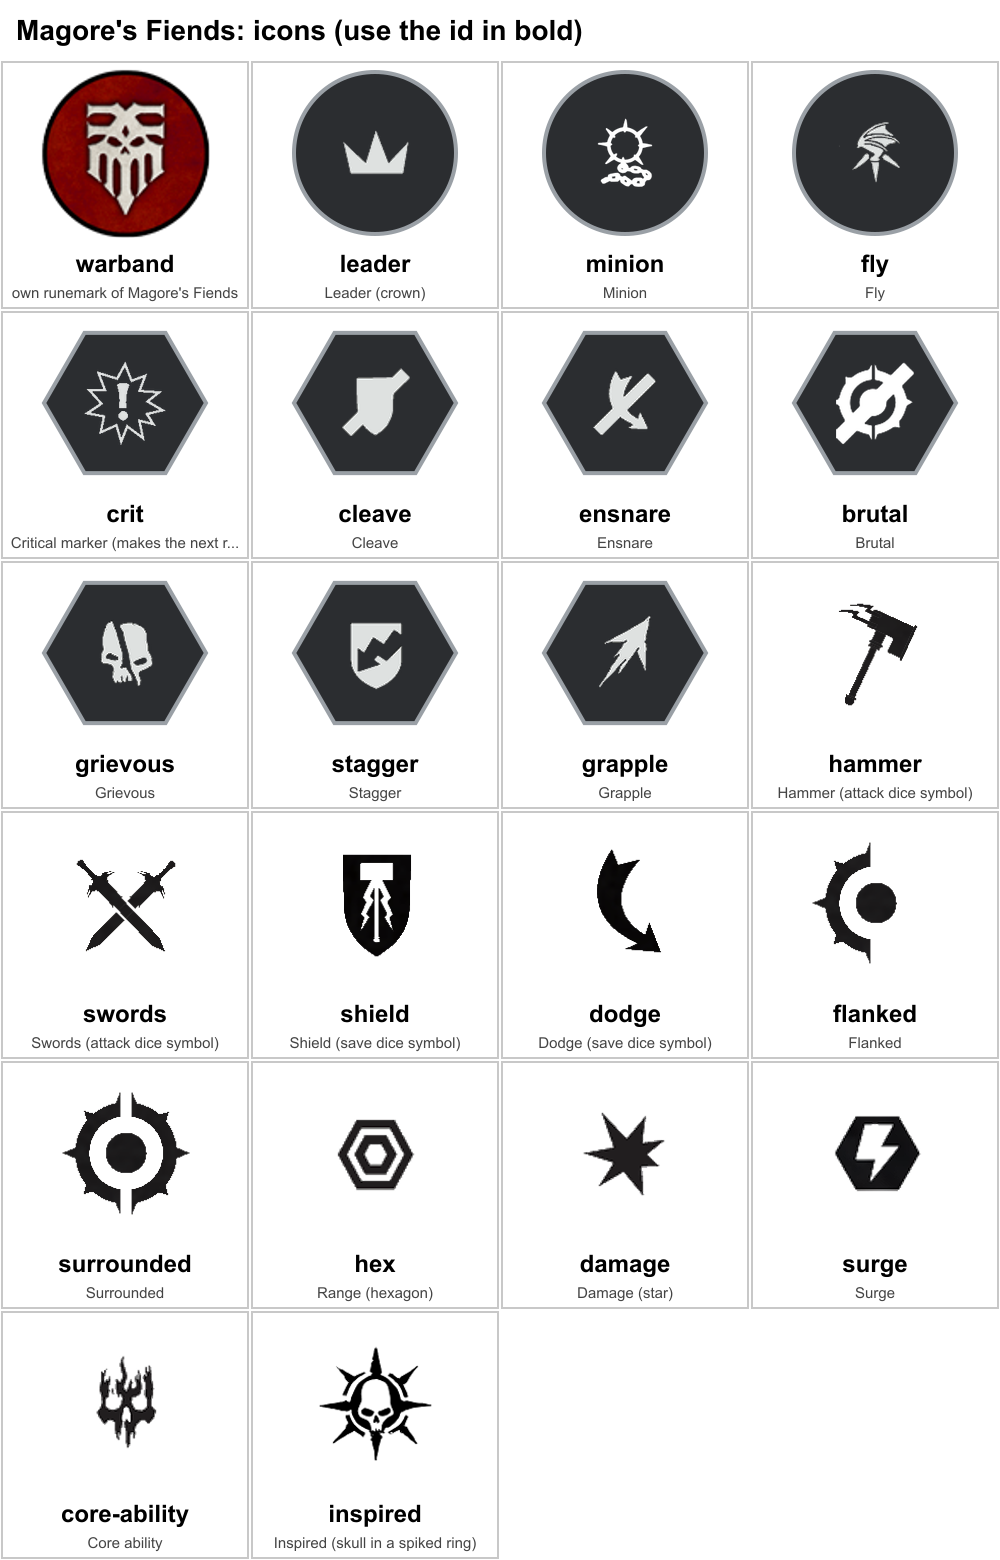 Magore's Fiends: icons (use the id in bold)
warband
own runemark of Magore's Fiends
leader
Leader (crown)
minion
Minion
fly
Fly
crit
Critical marker (makes the next r...
cleave
Cleave
ensnare
Ensnare
brutal
Brutal
grievous
Grievous
stagger
Stagger
grapple
Grapple
hammer
Hammer (attack dice symbol)
swords
Swords (attack dice symbol)
shield
Shield (save dice symbol)
dodge
Dodge (save dice symbol)
flanked
Flanked
surrounded
Surrounded
hex
Range (hexagon)
damage
Damage (star)
surge
Surge
core-ability
Core ability
inspired
Inspired (skull in a spiked ring)